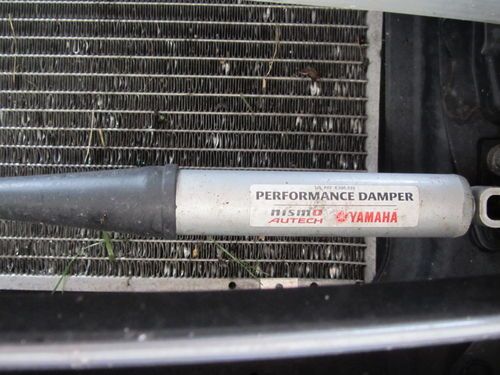 PERFORMANCE DAMPER
nismo
AUTECH
YAMAHA